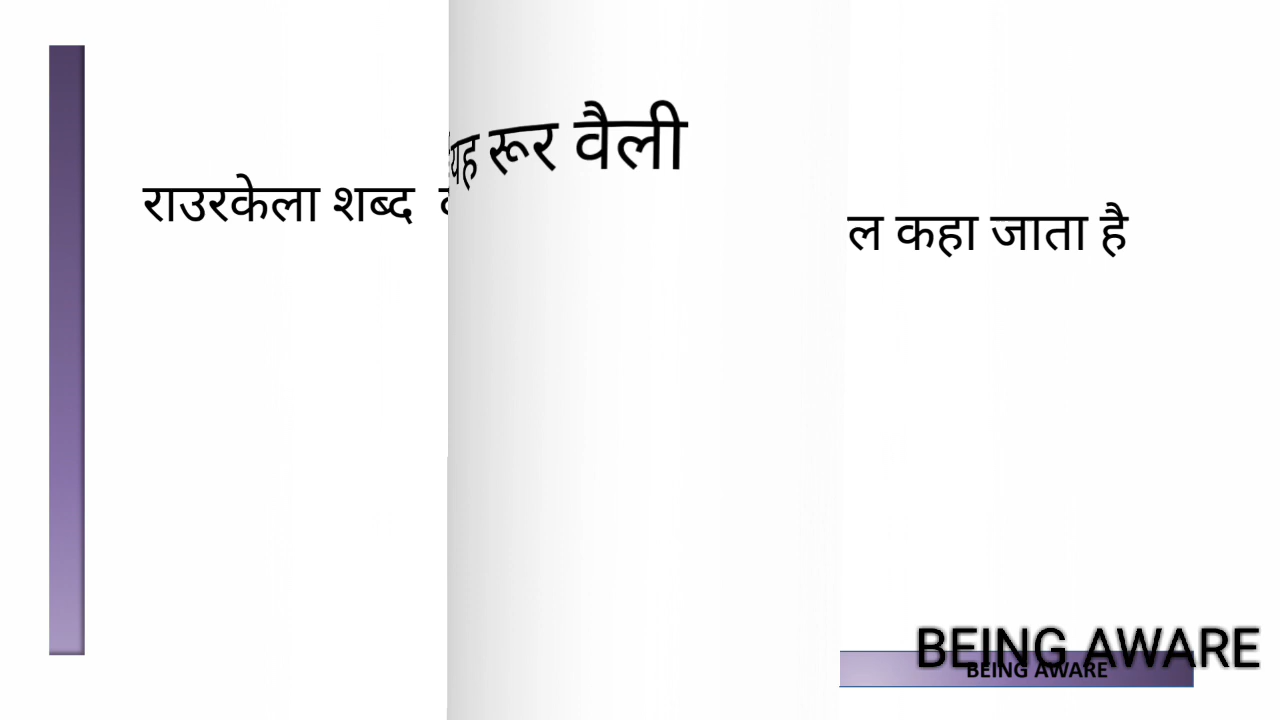 यह रूर वैली
राउरकेला शब्द
कहा जाता है
BEING AWARE
BEING AWARE